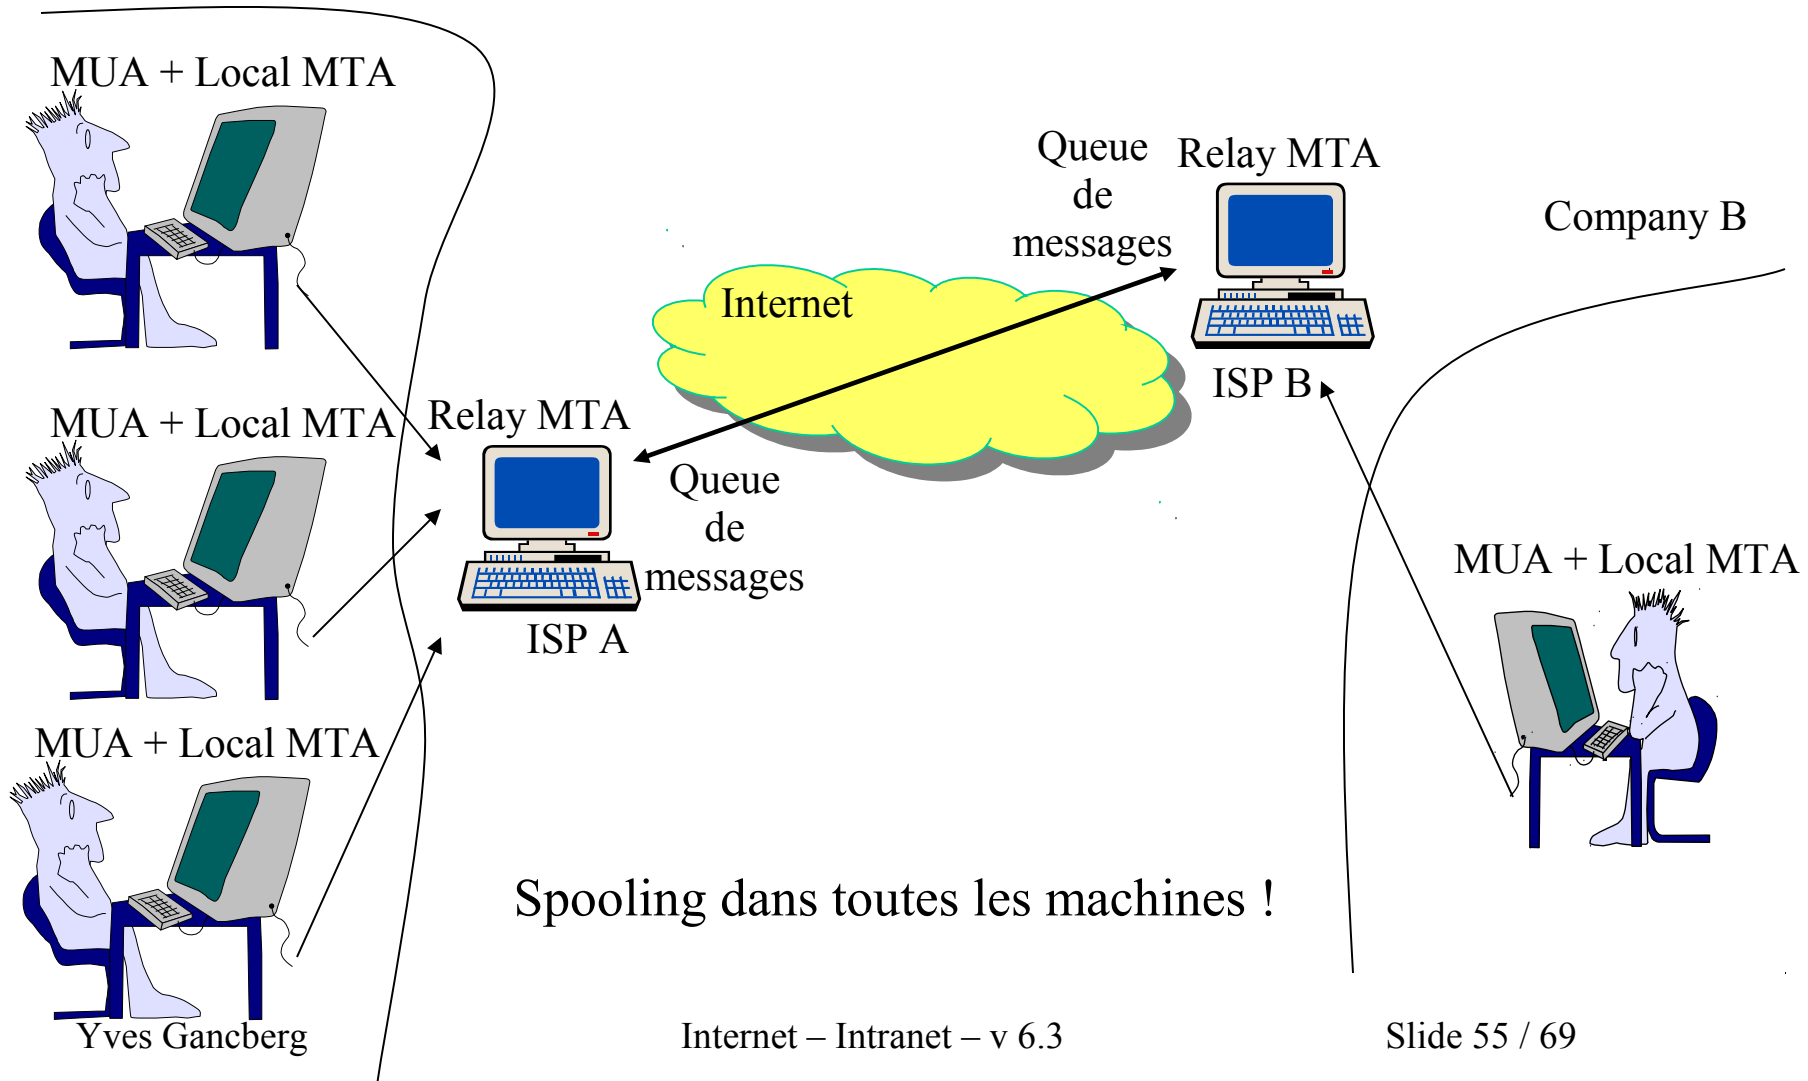 MUA + Local MTA
Queue
de
messages
Relay MTA
Company B
Internet
ISP B
MUA + Local MTA
Relay MTA
Queue
de
messages
ISP A
MUA + Local MTA
MUA + Local MTA
Spooling dans toutes les machines !
Yves Gancberg
Internet – Intranet – v 6.3
Slide 55 / 69